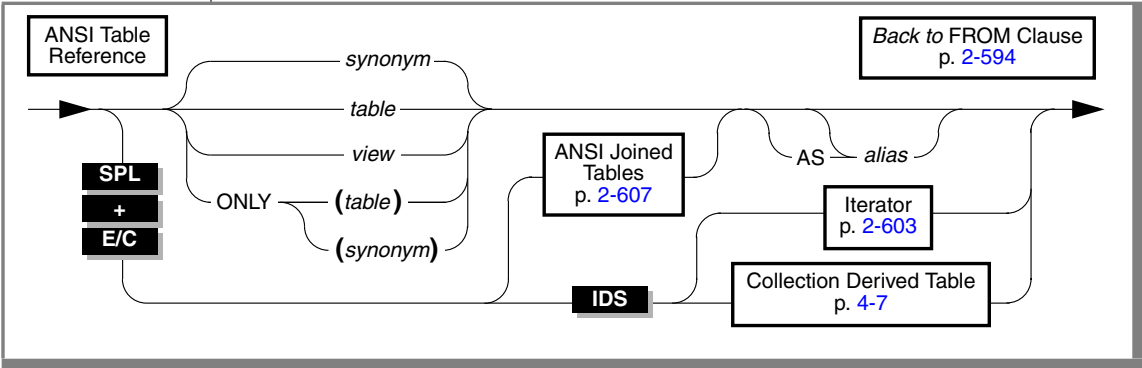 ANSI Table
Reference
Back to FROM Clause
p. 2-594
synonym
table
view
ONLY
(table)
(synonym)
SPL
+
E/C
ANSI Joined
Tables
p. 2-607
AS
alias
Iterator
p. 2-603
IDS
Collection Derived Table
p. 4-7